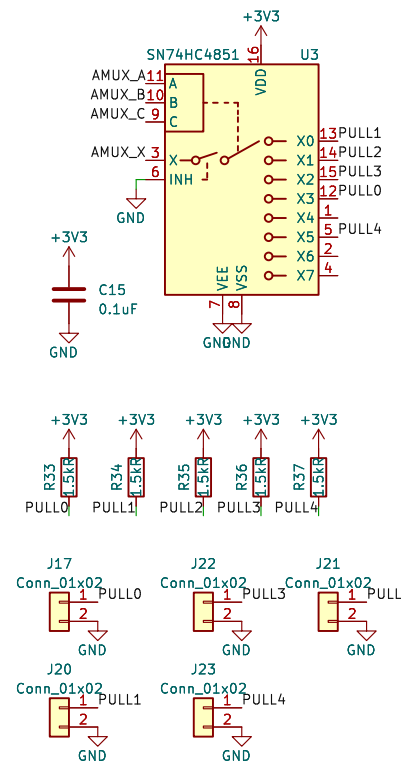 +3V3
SN74HC4851 U3
16
VDD
AMUX_A 11 A
AMUX_B 10 B
AMUX_C 9 C
X0 13 PULL1
AMUX_X 3 X
X1 14 PULL2
6 INH
X2 15 PULL3
X3 12 PULL0
GND
X4 1
X5 5 PULL4
X6 2
X7 4
+3V3
VEE VSS
7 8
C15
0.1uF
GND
GND GND
+3V3 +3V3 +3V3 +3V3 +3V3
R33 1.5kR R34 1.5kR R35 1.5kR R36 1.5kR R37 1.5kR
PULL0 PULL1 PULL2 PULL3 PULL4
J17 J22 J21
Conn_01x02 Conn_01x02 Conn_01x02
1 PULL0 1 PULL3 1 PULL
2 2 2
GND GND GND
J20 J23
Conn_01x02 Conn_01x02
1 PULL1 1 PULL4
2 2
GND GND